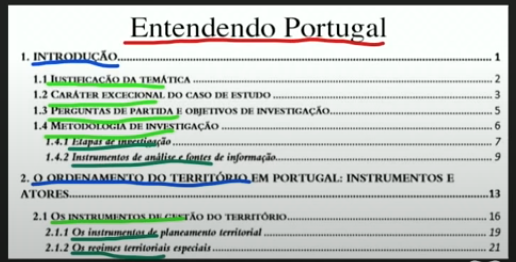 Entendendo Portugal
1. INTRODUÇÃO 1
1.1 JUSTIFICAÇÃO DA TEMÁTICA 2
1.2 CARÁTER EXCECIONAL DO CASO DE ESTUDO 3
1.3 PERGUNTAS DE PARTIDA E OBJETIVOS DE INVESTIGAÇÃO 5
1.4 METODOLOGIA DE INVESTIGAÇÃO 6
1.4.1 Etapas de investigação 7
1.4.2 Instrumentos de análise e fontes de informação 9
2. O ORDENAMENTO DO TERRITÓRIO EM PORTUGAL: INSTRUMENTOS E
ATORES 13
2.1 OS INSTRUMENTOS DE GESTÃO DO TERRITÓRIO 16
2.1.1 Os instrumentos de planeamento territorial 19
2.1.2 Os regimes territoriais especiais 21